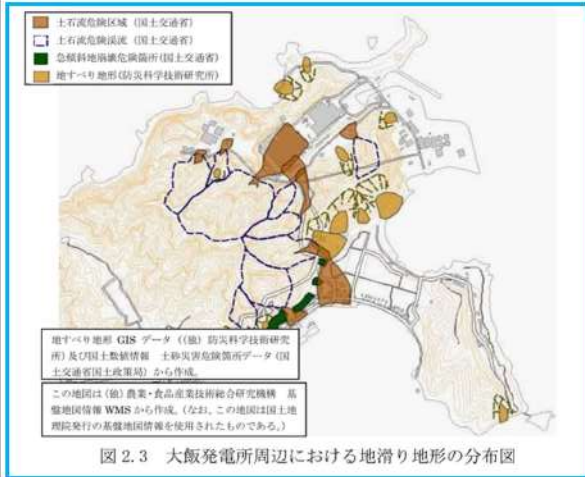 土石流危険区域(国土交通省)
土石流危険渓流(国土交通省)
急傾斜地崩壊危険箇所(国土交通省)
地すべり地形(防災科学技術研究所)
地すべり地形 GIS データ((独)防災科学技術研究
所)及び国土数値情報 土砂災害危険箇所データ(国
土交通省国土政策局)から作成。
この地図は(独)農業・食品産業技術総合研究機構 基
盤地図情報 WMS から作成。(なお、この地図は国土地
理院発行の基盤地図情報を使用されたものである。)
図 2.3 大飯発電所周辺における地滑り地形の分布図